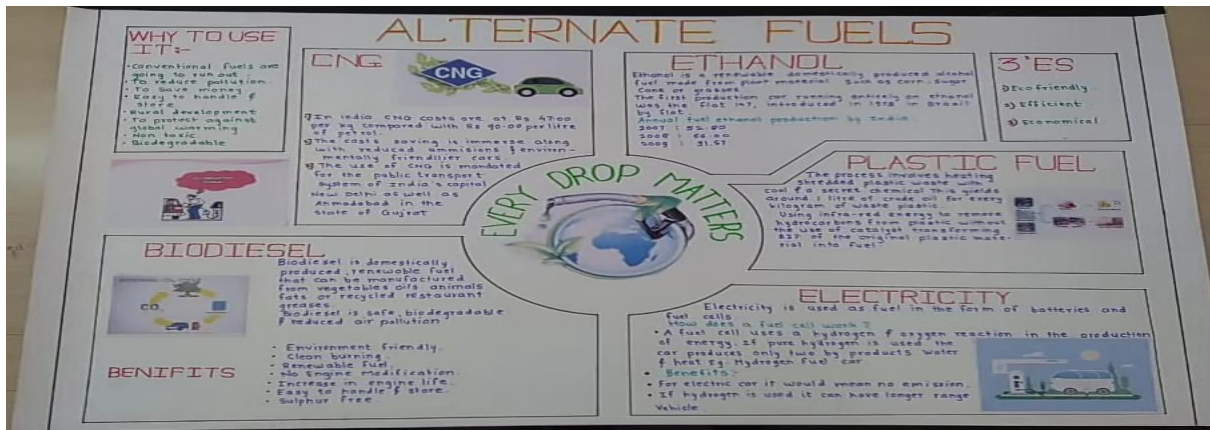 ALTERNATE FUELS
WHY TO USE
IT:-
• Conventional fuels are
going to run out.
• To reduce pollution.
• To save money
• Easy to handle &
store
• Rural development
• To protect against
global warming
• Non toxic
• Biodegradable
CNG
CNG
1) In India CNG costs are at Rs 47.00
per kg compared with Rs 90.00 per litre
of petrol.
2) The costs saving is immerse along
with reduced ammisions & environ-
mentally friendlier cars
3) The use of CNG is mandated
for the public transport
system of India's capital
New Delhi as well as
Ahmadabad in the
state of Gujrat
ETHANOL
Ethanol is a renewable domestically produced alcohol
fuel made from plant material. Such as corn, Sugar
Cane or grasses
The first production car running entirely on ethanol
was the fiat 147, introduced in 1978 in Brazil
by fiat.
Annual fuel ethanol production by India.
2007 :
2008 :
2009 :
3'ES
1) Eco friendly
2) Efficient
3) Economical
EVERY DROP MATTERS
PLASTIC FUEL
The process involves heating
shredded plastic waste with
coal & a secret chemical This yields
around 1 litre of crude oil for every
kilogram of waste plastic.
Using infra-red energy to remove
hydrocarbons from plastic without
the use of catalyst transforming
of the original plastic mate-
rial into fuel
BIODIESEL
Biodiesel is domestically
produced, renewable fuel
that can be manufactured
from vegetables oils animals
fats or recycled restaurant
greases.
Biodiesel is safe, biodegradable
& reduced air pollution
CO₂
BENIFITS
• Environment friendly.
• Clean burning.
• Renewable fuel.
• No Engine Modification.
• Increase in engine life.
• Easy to handle & store.
• Sulphur free.
ELECTRICITY
Electricity is used as fuel in the form of batteries and
fuel cells
How does a fuel cell work?
• A fuel cell uses a hydrogen & oxygen reaction in the production
of energy. If pure hydrogen is used the
car produces only two by products water
& heat Eg. Hydrogen fuel car
• Benefits:-
• For electric car it would mean no emission.
• If hydrogen is used it can have longer range
vehicle.